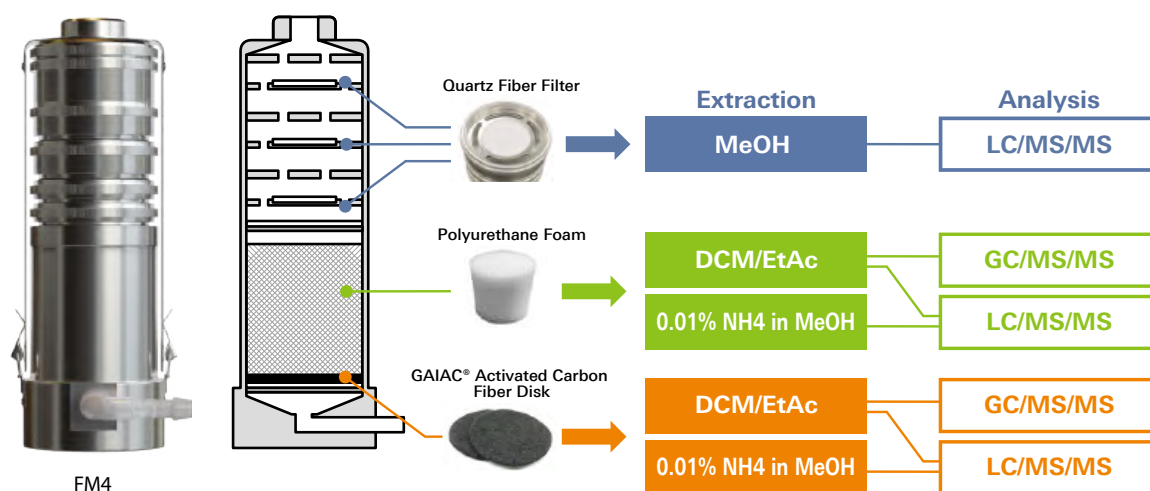 Quartz Fiber Filter
Extraction
Analysis
MeOH
LC/MS/MS
Polyurethane Foam
DCM/EtAc
GC/MS/MS
0.01% NH4 in MeOH
LC/MS/MS
GAIAC® Activated Carbon
Fiber Disk
DCM/EtAc
GC/MS/MS
0.01% NH4 in MeOH
LC/MS/MS
FM4